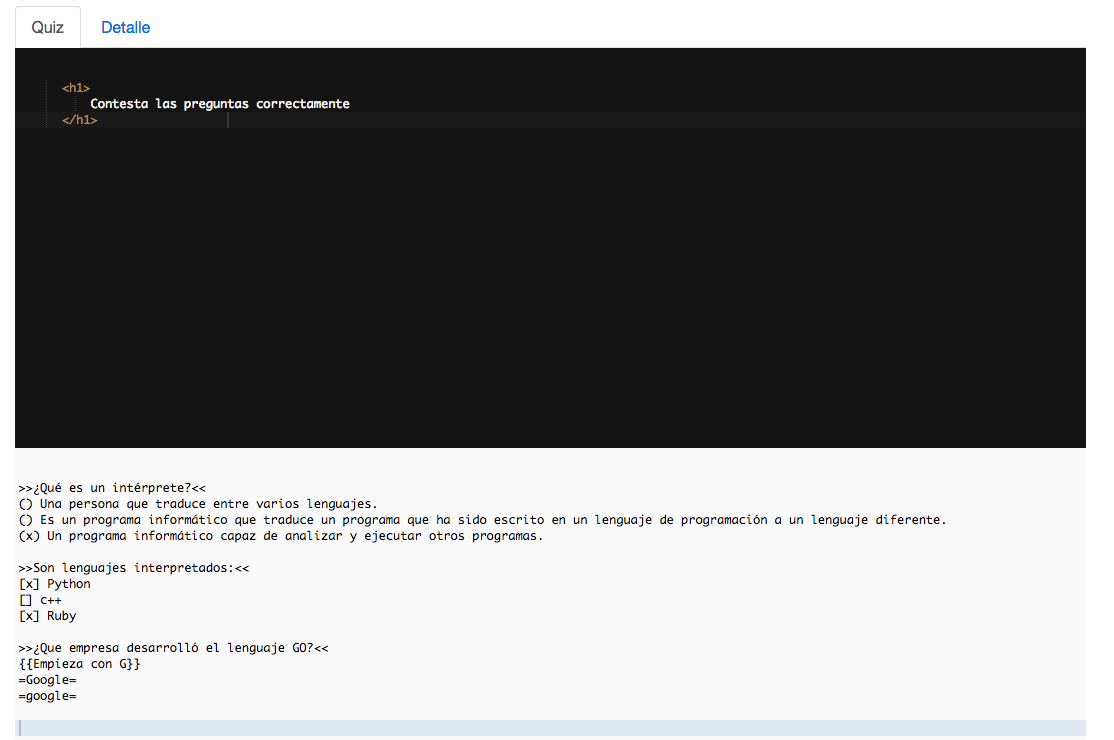 Quiz
Detalle
<h1>
Contesta las preguntas correctamente
</h1>
>>¿Qué es un intérprete?<<
() Una persona que traduce entre varios lenguajes.
() Es un programa informático que traduce un programa que ha sido escrito en un lenguaje de programación a un lenguaje diferente.
(x) Un programa informático capaz de analizar y ejecutar otros programas.
>>Son lenguajes interpretados:<<
[x] Python
[] c++
[x] Ruby
>>¿Que empresa desarrolló el lenguaje GO?<<
{{Empieza con G}}
=Google=
=google=